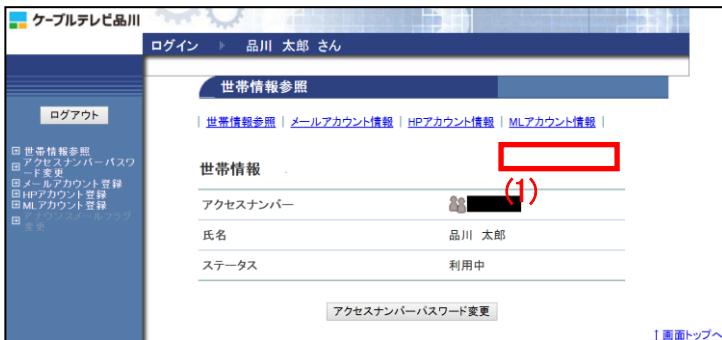 ケーブルテレビ品川
ログイン 品川 太郎 さん
世帯情報参照
ログアウト
世帯情報参照
アクセスナンバーパスワ
ード変更
メールアカウント登録
HPアカウント登録
MLアカウント登録
アナウンスメールフラグ
変更
| 世帯情報参照 | メールアカウント情報 | HPアカウント情報 | MLアカウント情報 |
世帯情報
(1)
アクセスナンバー
氏名 品川 太郎
ステータス 利用中
アクセスナンバーパスワード変更
↑画面トップへ